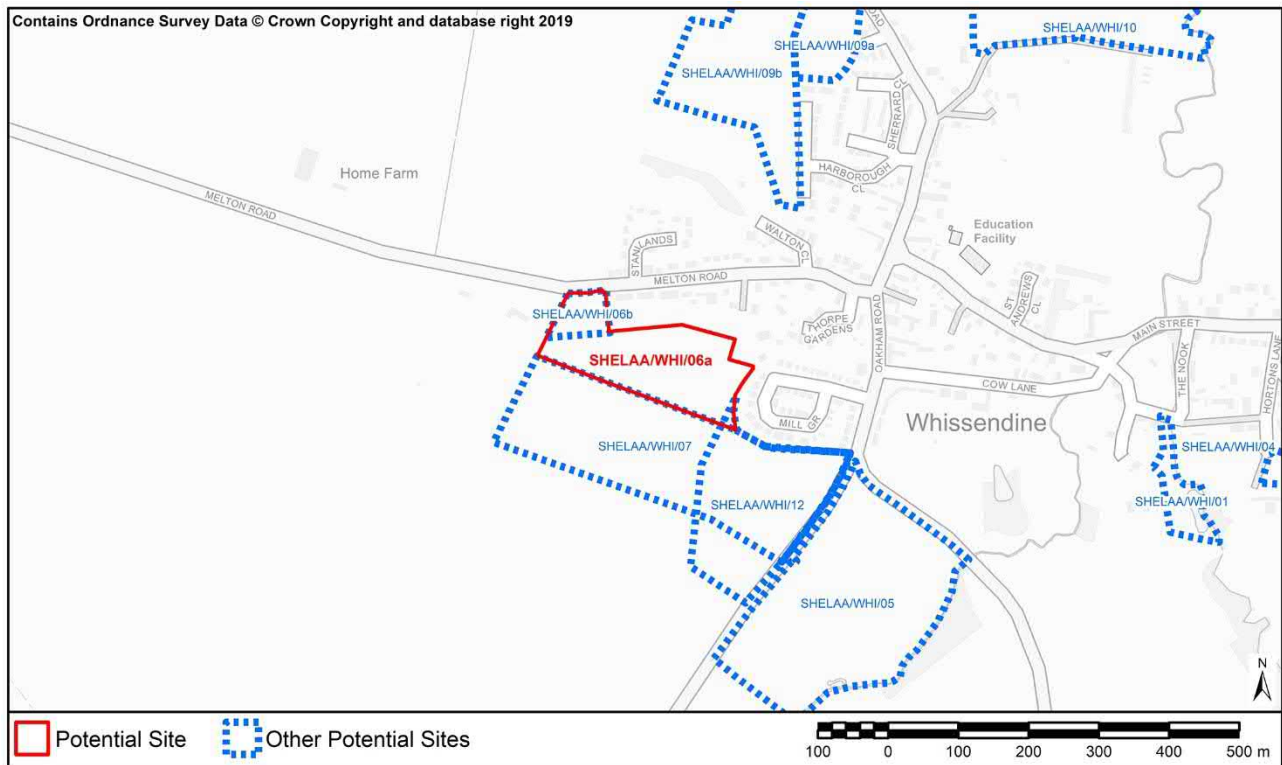 Contains Ordnance Survey Data © Crown Copyright and database right 2019
ROAD
SHELAA/WHI/09a
SHELAA/WHI/10
SHELAA/WHI/09b
SHERRARD CL
HARBOROUGH
CL
Home Farm
MELTON ROAD
WALTON CL
Education
Facility
STANILANDS
MELTON ROAD
ST
ANDREWS
CL
SHELAA/WHI/06b
THORPE
GARDENS
OAKHAM ROAD
MAIN STREET
SHELAA/WHI/06a
THE NOOK
HORTONS LANE
COW LANE
MILL GR
Whissendine
SHELAA/WHI/07
SHELAA/WHI/04
SHELAA/WHI/12
SHELAA/WHI/01
SHELAA/WHI/05
N
Potential Site
Other Potential Sites
100 0 100 200 300 400 500 m